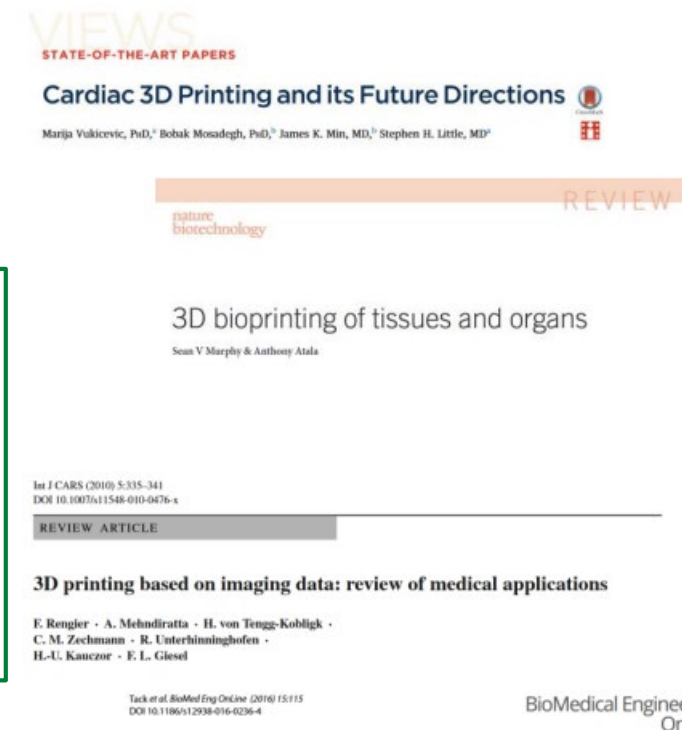 VIEWS
STATE-OF-THE-ART PAPERS
Cardiac 3D Printing and its Future Directions
Marija Vukicevic, PhD,ᵃ Bobak Mosadegh, PhD,ᵇ James K. Min, MD,ᵇ Stephen H. Little, MDᵃ
REVIEW
nature
biotechnology
3D bioprinting of tissues and organs
Sean V Murphy & Anthony Atala
Int J CARS (2010) 5:335–341
DOI 10.1007/s11548-010-0476-x
REVIEW ARTICLE
3D printing based on imaging data: review of medical applications
F. Rengier · A. Mehndiratta · H. von Tengg-Kobligk ·
C. M. Zechmann · R. Unterhinninghofen ·
H.-U. Kauczor · F. L. Giesel
Tack et al. BioMed Eng OnLine (2016) 15:115
DOI 10.1186/s12938-016-0236-4
BioMedical Enginee
On